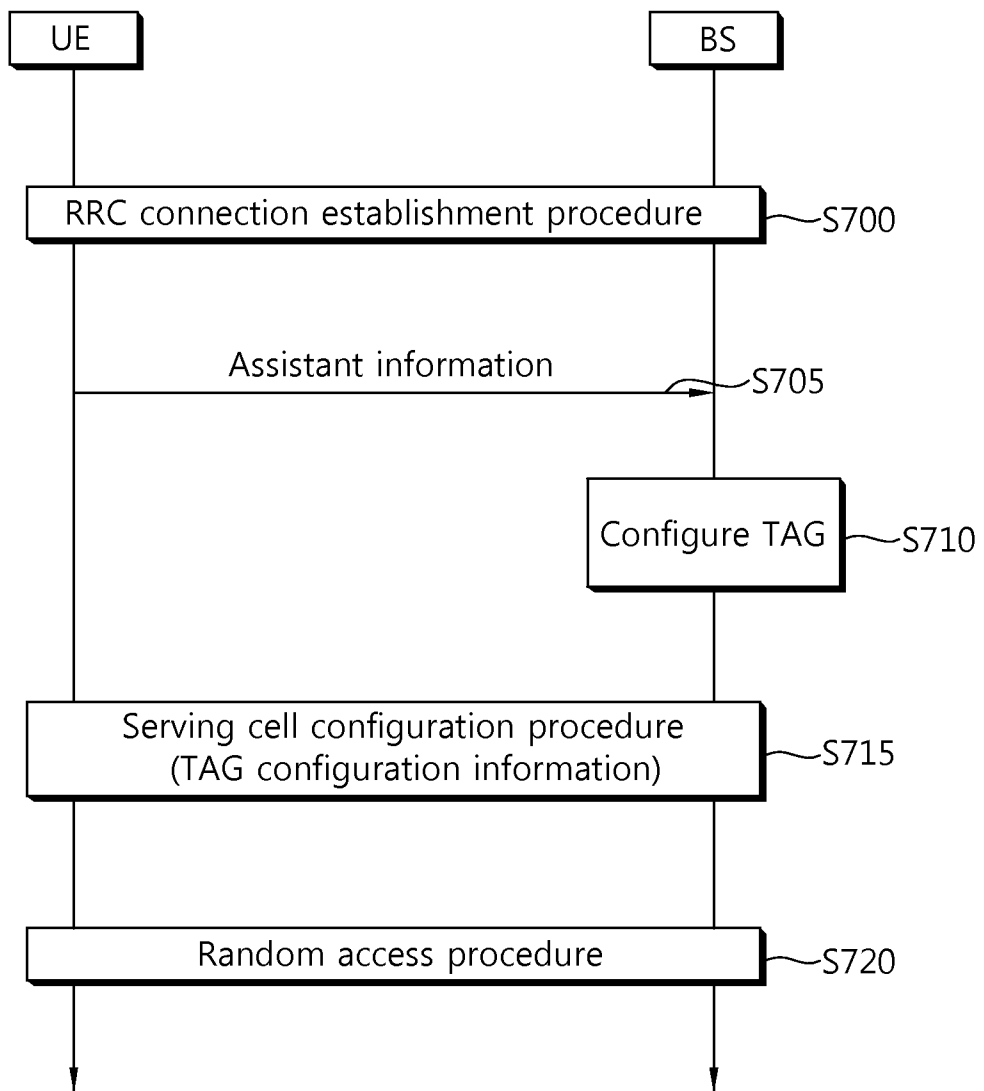 UE
BS
RRC connection establishment procedure
S700
Assistant information
S705
Configure TAG
S710
Serving cell configuration procedure
(TAG configuration information)
S715
Random access procedure
S720